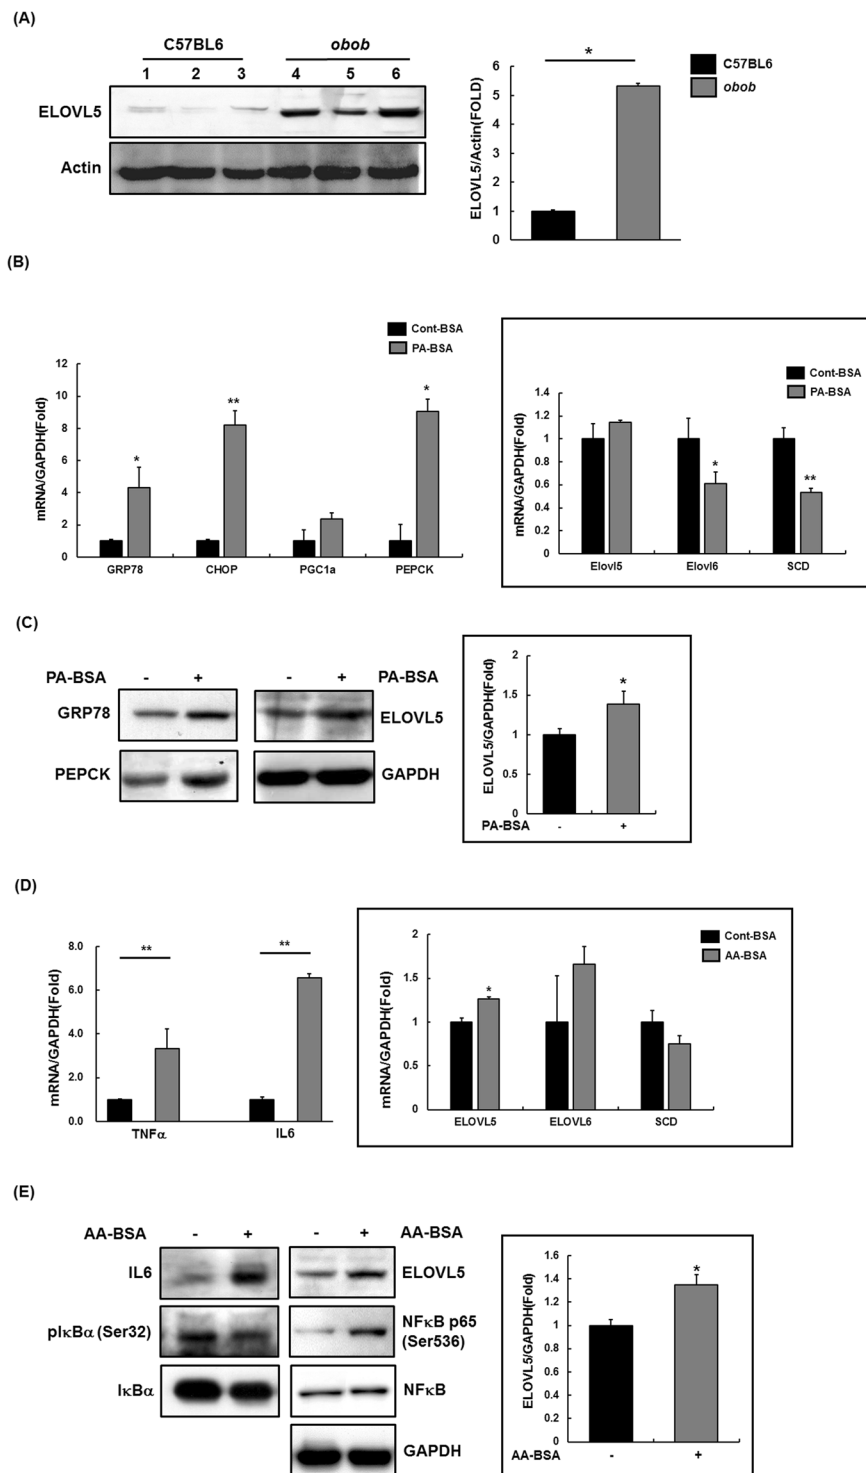 (A)
C57BL6 obob
1 2 3 4 5 6
ELOVL5
Actin
ELOVL5/Actin(FOLD)
6
5
4
3
2
1
0
*
C57BL6
obob
(B)
Cont-BSA
PA-BSA
mRNA/GAPDH(Fold)
12
10
8
6
4
2
0
* ** *
GRP78 CHOP PGC1a PEPCK
Cont-BSA
PA-BSA
mRNA/GAPDH(Fold)
1.4
1.2
1
0.8
0.6
0.4
0.2
0
* **
Elovl5 Elovl6 SCD
(C)
PA-BSA - + - + PA-BSA
GRP78 ELOVL5
PEPCK GAPDH
ELOVL5/GAPDH(Fold)
2
1.5
1
0.5
0
*
PA-BSA - +
(D)
mRNA/GAPDH(Fold)
8.0
6.0
4.0
2.0
0.0
** **
TNFα IL6
Cont-BSA
AA-BSA
mRNA/GAPDH(Fold)
2
1.5
1
0.5
0
*
ELOVL5 ELOVL6 SCD
(E)
AA-BSA - + - + AA-BSA
IL6 ELOVL5
pIκBα (Ser32) NFκB p65
(Ser536)
IκBα NFκB
GAPDH
ELOVL5/GAPDH(Fold)
1.6
1.4
1.2
1
0.8
0.6
0.4
0.2
0
*
AA-BSA - +